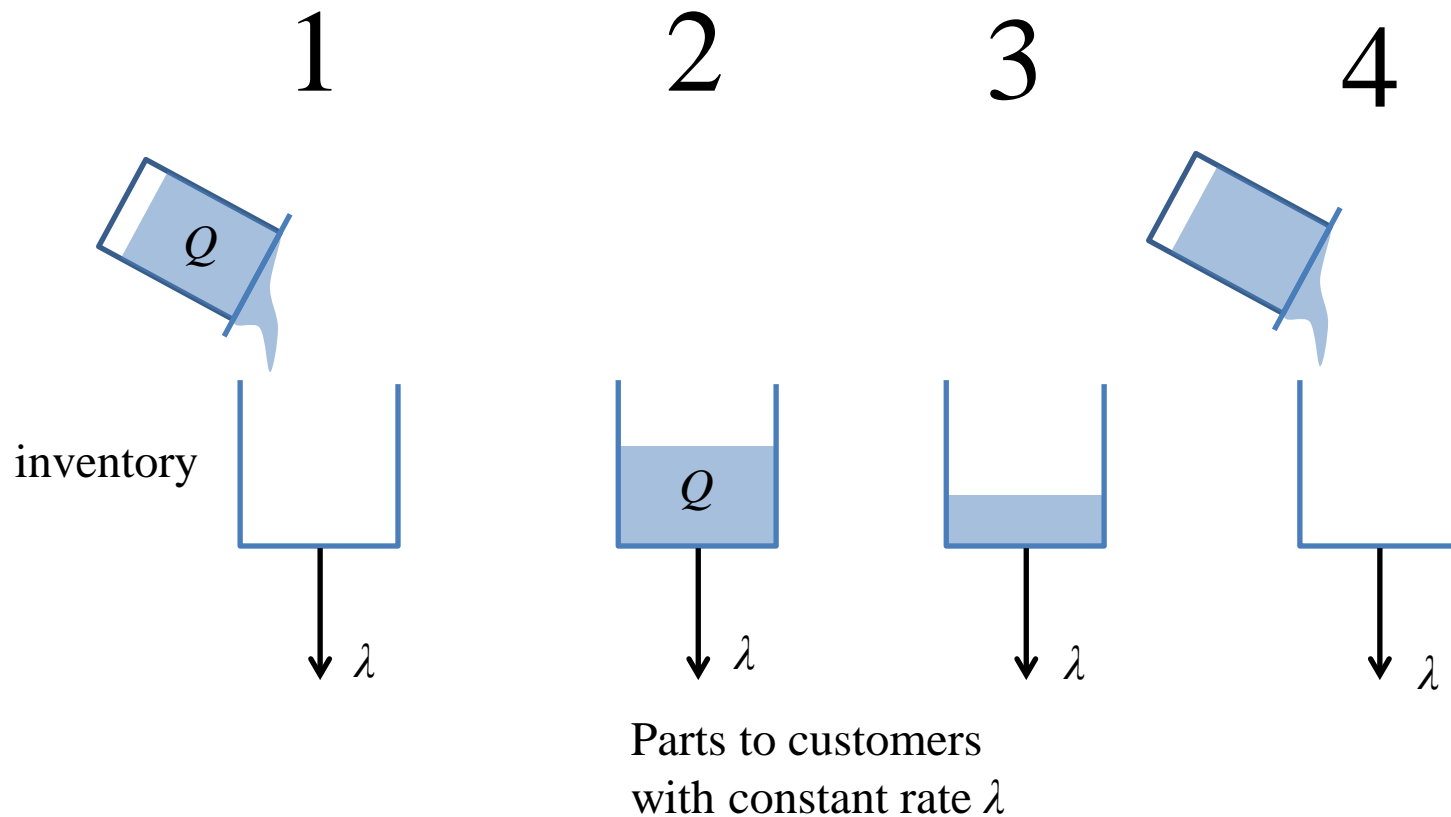 1 2 3 4
Q
inventory
Q
λ λ λ λ
Parts to customers
with constant rate λ